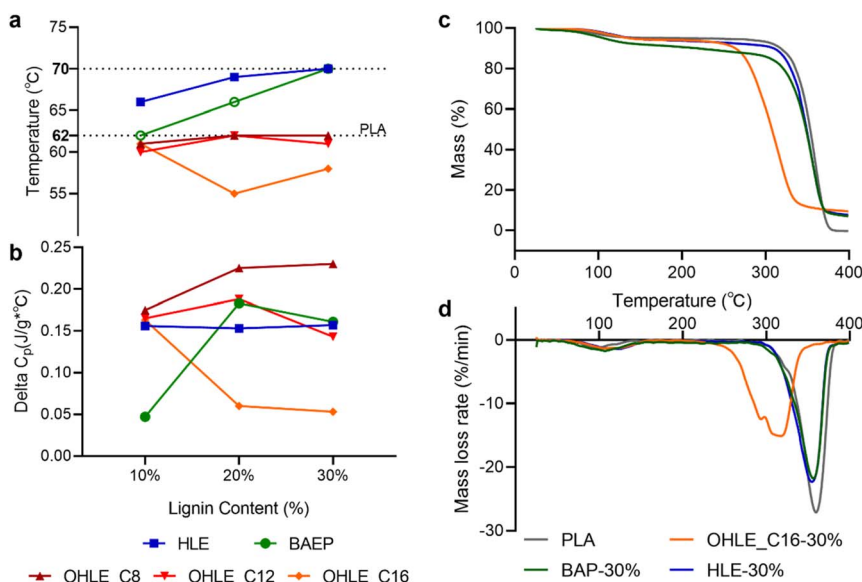 a
Temperature (°C)
70
65
62
60
55
PLA
b
Delta Cp(J/g*°C)
0.25
0.20
0.15
0.10
0.05
0.00
10%
20%
30%
Lignin Content (%)
HLE
BAEP
OHLE_C8
OHLE_C12
OHLE_C16
c
Mass (%)
100
80
60
40
20
0
0
100
200
300
400
Temperature (°C)
d
Mass loss rate (%/min)
100
200
300
400
0
-10
-20
-30
PLA
OHLE_C16-30%
BAP-30%
HLE-30%